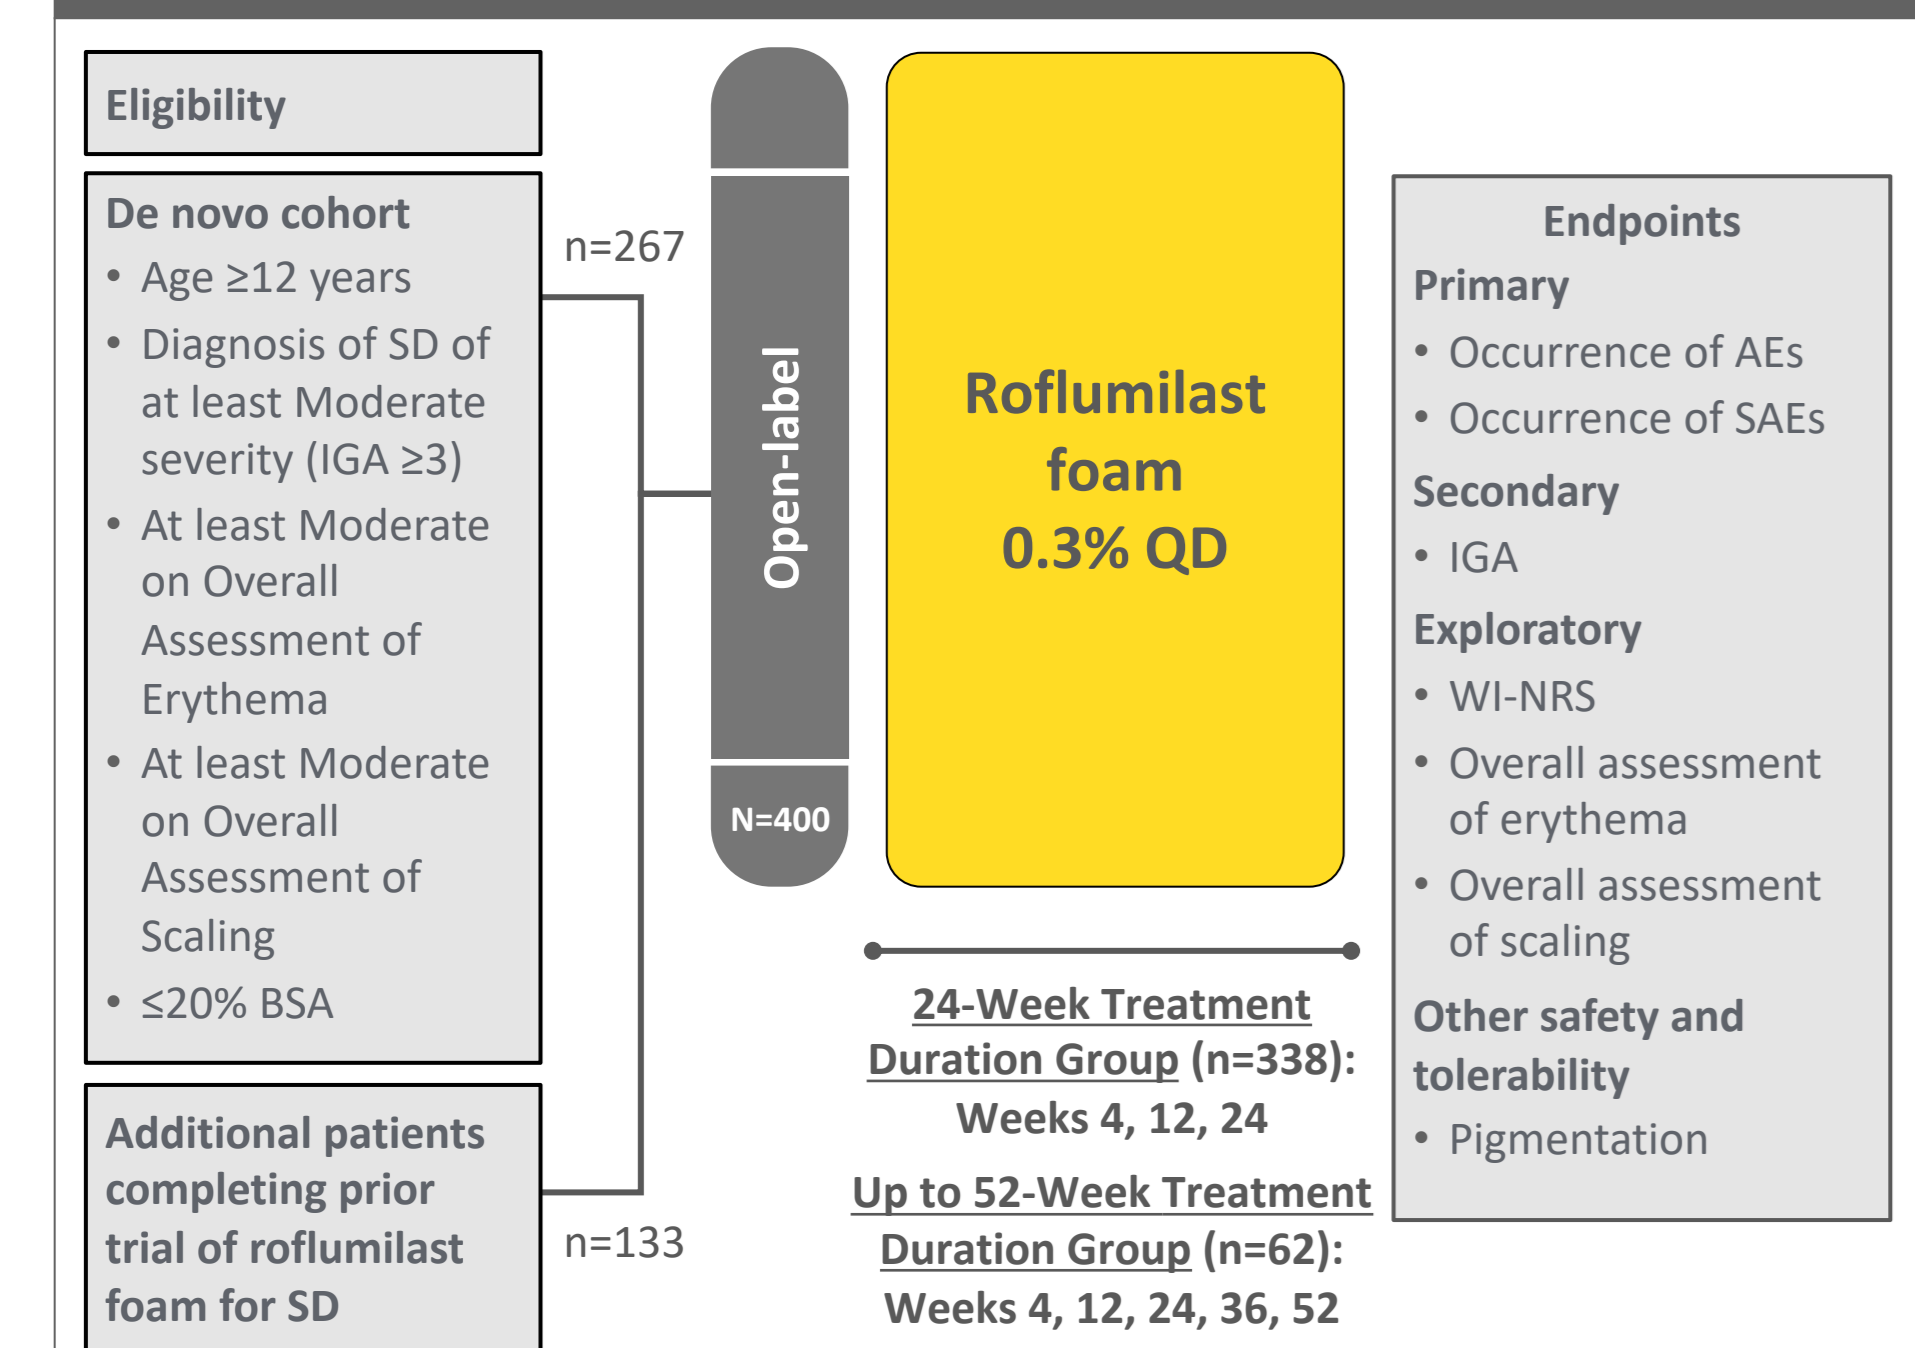 Eligibility
De novo cohort
• Age ≥12 years
• Diagnosis of SD of
at least Moderate
severity (IGA ≥3)
• At least Moderate
on Overall
Assessment of
Erythema
• At least Moderate
on Overall
Assessment of
Scaling
• ≤20% BSA
Additional patients
completing prior
trial of roflumilast
foam for SD
n=267
n=133
Open-label
N=400
Roflumilast
foam
0.3% QD
24-Week Treatment
Duration Group (n=338):
Weeks 4, 12, 24
Up to 52-Week Treatment
Duration Group (n=62):
Weeks 4, 12, 24, 36, 52
Endpoints
Primary
• Occurrence of AEs
• Occurrence of SAEs
Secondary
• IGA
Exploratory
• WI-NRS
• Overall assessment
of erythema
• Overall assessment
of scaling
Other safety and
tolerability
• Pigmentation